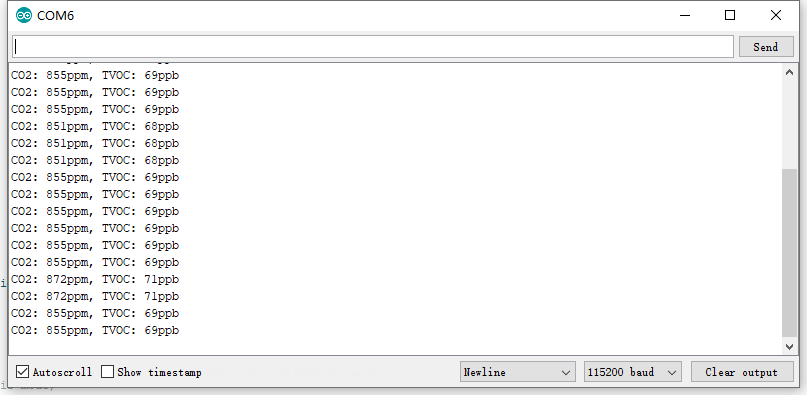 COM6
Send
CO2: 855ppm, TVOC: 69ppb
CO2: 855ppm, TVOC: 69ppb
CO2: 855ppm, TVOC: 69ppb
CO2: 851ppm, TVOC: 68ppb
CO2: 851ppm, TVOC: 68ppb
CO2: 851ppm, TVOC: 68ppb
CO2: 855ppm, TVOC: 69ppb
CO2: 855ppm, TVOC: 69ppb
CO2: 855ppm, TVOC: 69ppb
CO2: 855ppm, TVOC: 69ppb
CO2: 855ppm, TVOC: 69ppb
CO2: 855ppm, TVOC: 69ppb
CO2: 872ppm, TVOC: 71ppb
CO2: 872ppm, TVOC: 71ppb
CO2: 855ppm, TVOC: 69ppb
CO2: 855ppm, TVOC: 69ppb
Autoscroll Show timestamp Newline 115200 baud Clear output